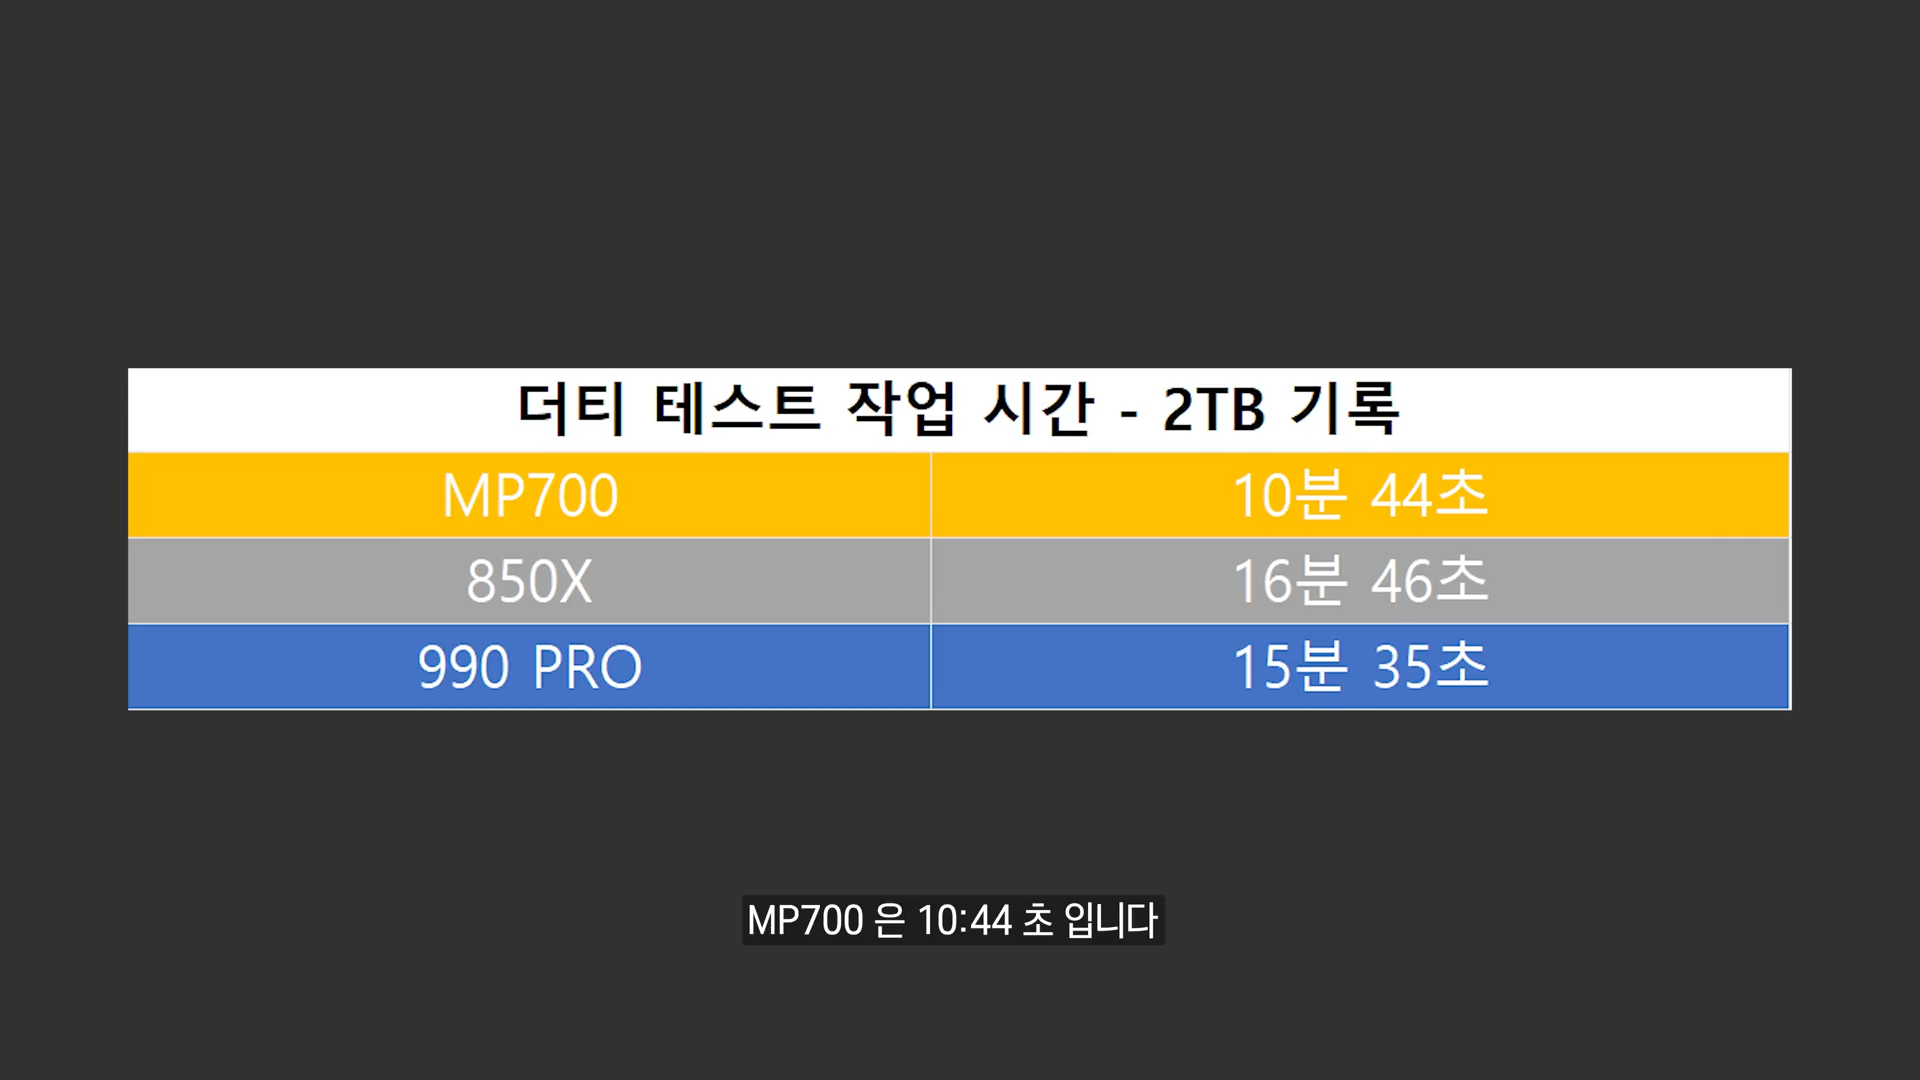 더티 테스트 작업 시간 - 2TB 기록
MP700 10분 44초
850X 16분 46초
990 PRO 15분 35초
MP700 은 10:44 초 입니다